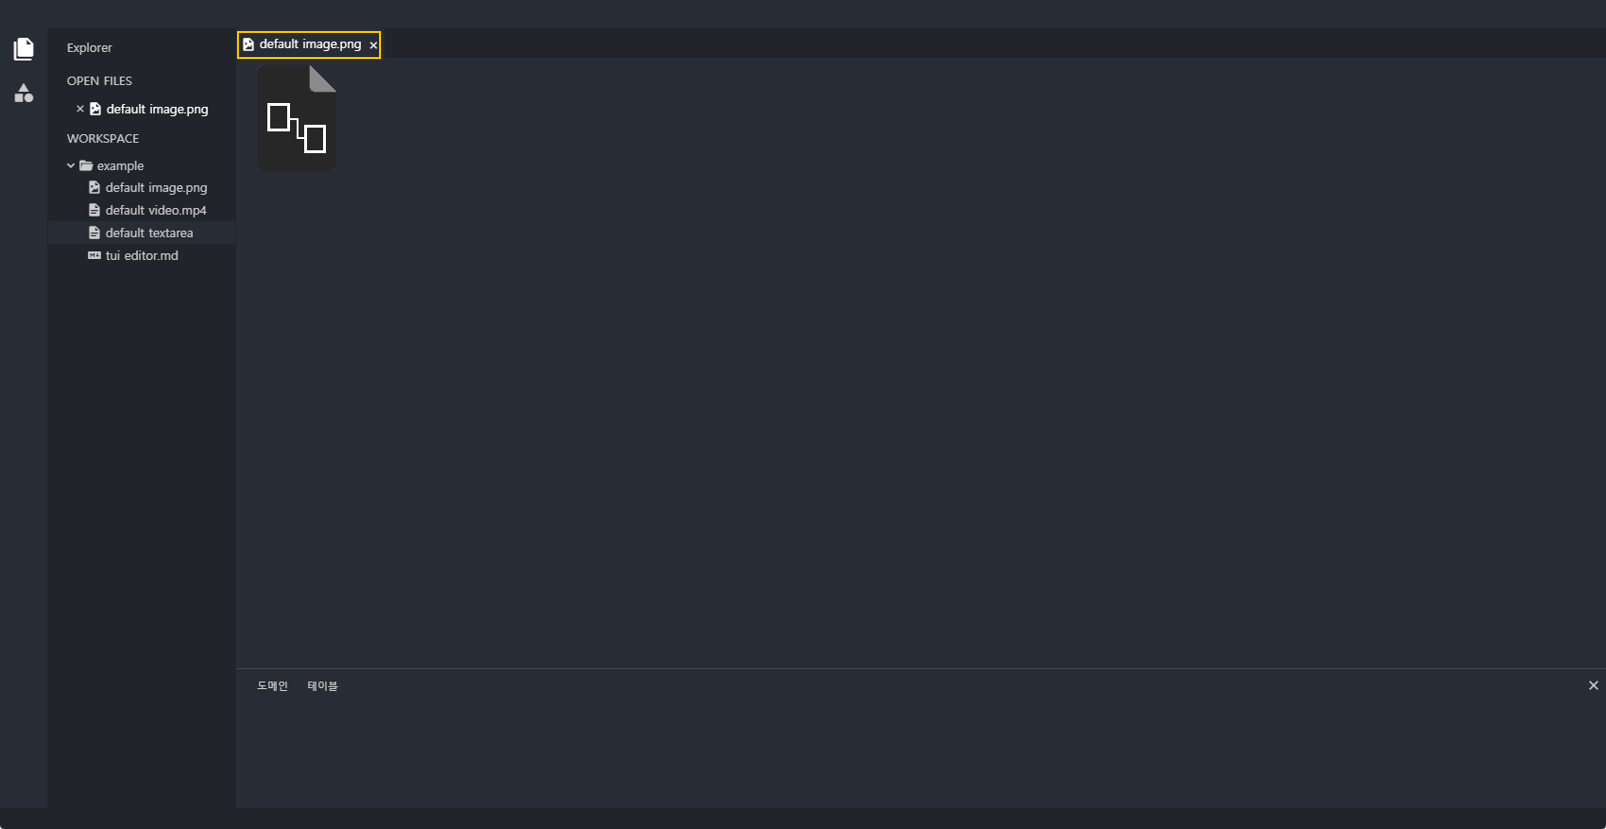 Explorer
OPEN FILES
default image.png
WORKSPACE
example
default image.png
default video.mp4
default textarea
tui editor.md
default image.png
도메인 테이블